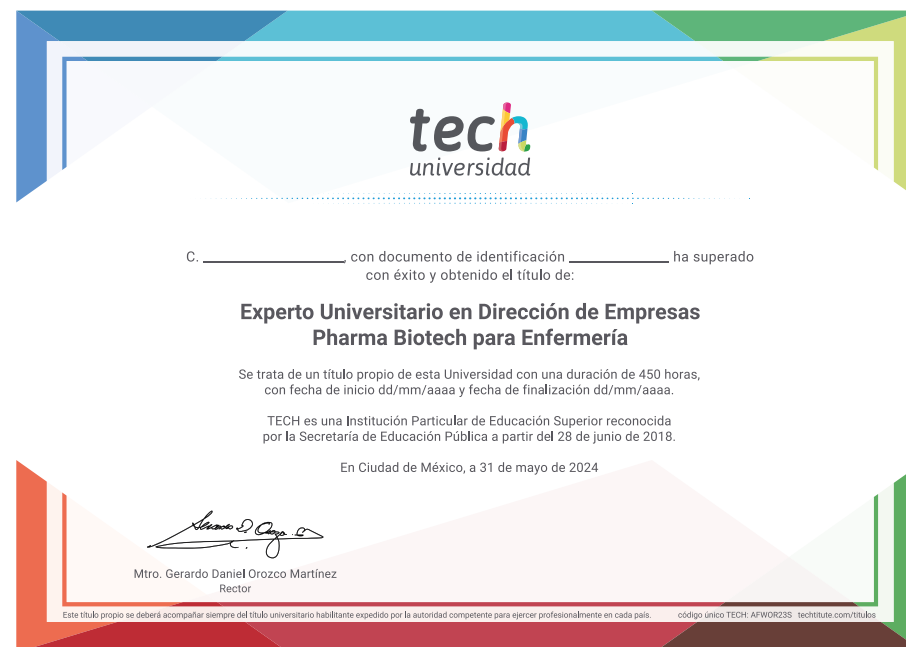 tech
universidad
C. ____________, con documento de identificación ____________ ha superado
con éxito y obtenido el título de:
Experto Universitario en Dirección de Empresas
Pharma Biotech para Enfermería
Se trata de un título propio de esta Universidad con una duración de 450 horas,
con fecha de inicio dd/mm/aaaa y fecha de finalización dd/mm/aaaa.
TECH es una Institución Particular de Educación Superior reconocida
por la Secretaría de Educación Pública a partir del 28 de junio de 2018.
En Ciudad de México, a 31 de mayo de 2024
Mtro. Gerardo Daniel Orozco Martínez
Rector
Este título propio se deberá acompañar siempre del título universitario habilitante expedido por la autoridad competente para ejercer profesionalmente en cada país. código único TECH: AFWOR23S techtitute.com/titulos